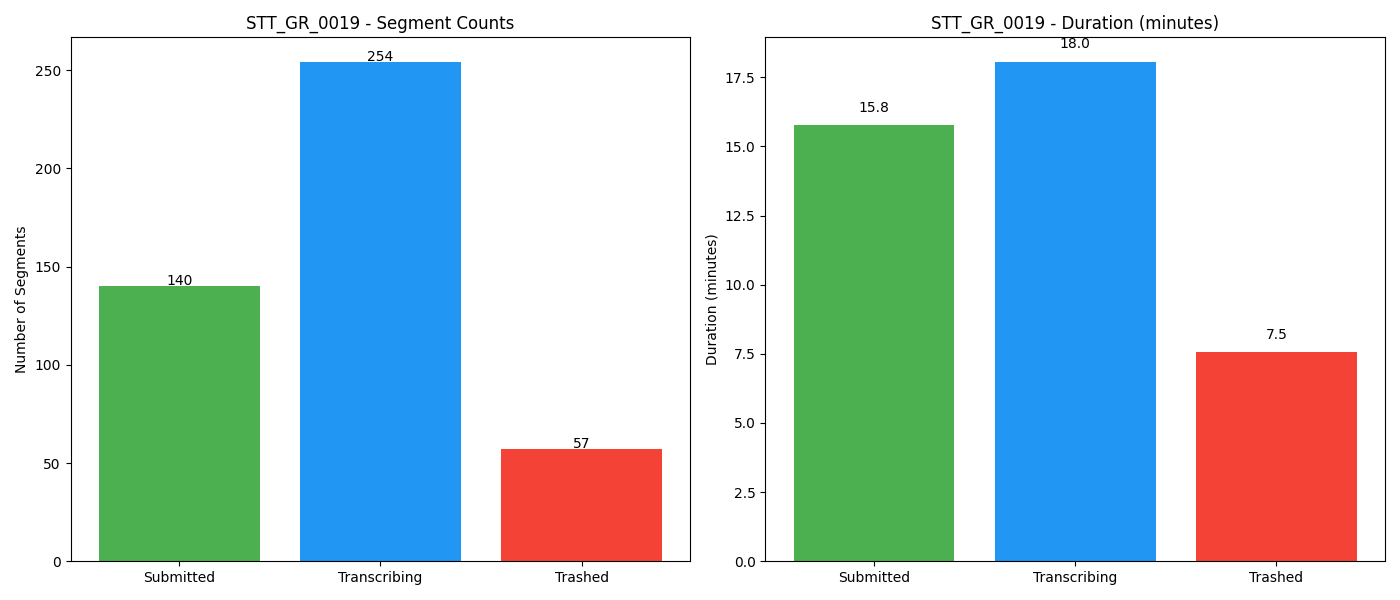 STT_GR_0019 - Segment Counts
Number of Segments
250
200
150
100
50
0
254
140
57
Submitted
Transcribing
Trashed
STT_GR_0019 - Duration (minutes)
Duration (minutes)
17.5
15.0
12.5
10.0
7.5
5.0
2.5
0.0
18.0
15.8
7.5
Submitted
Transcribing
Trashed